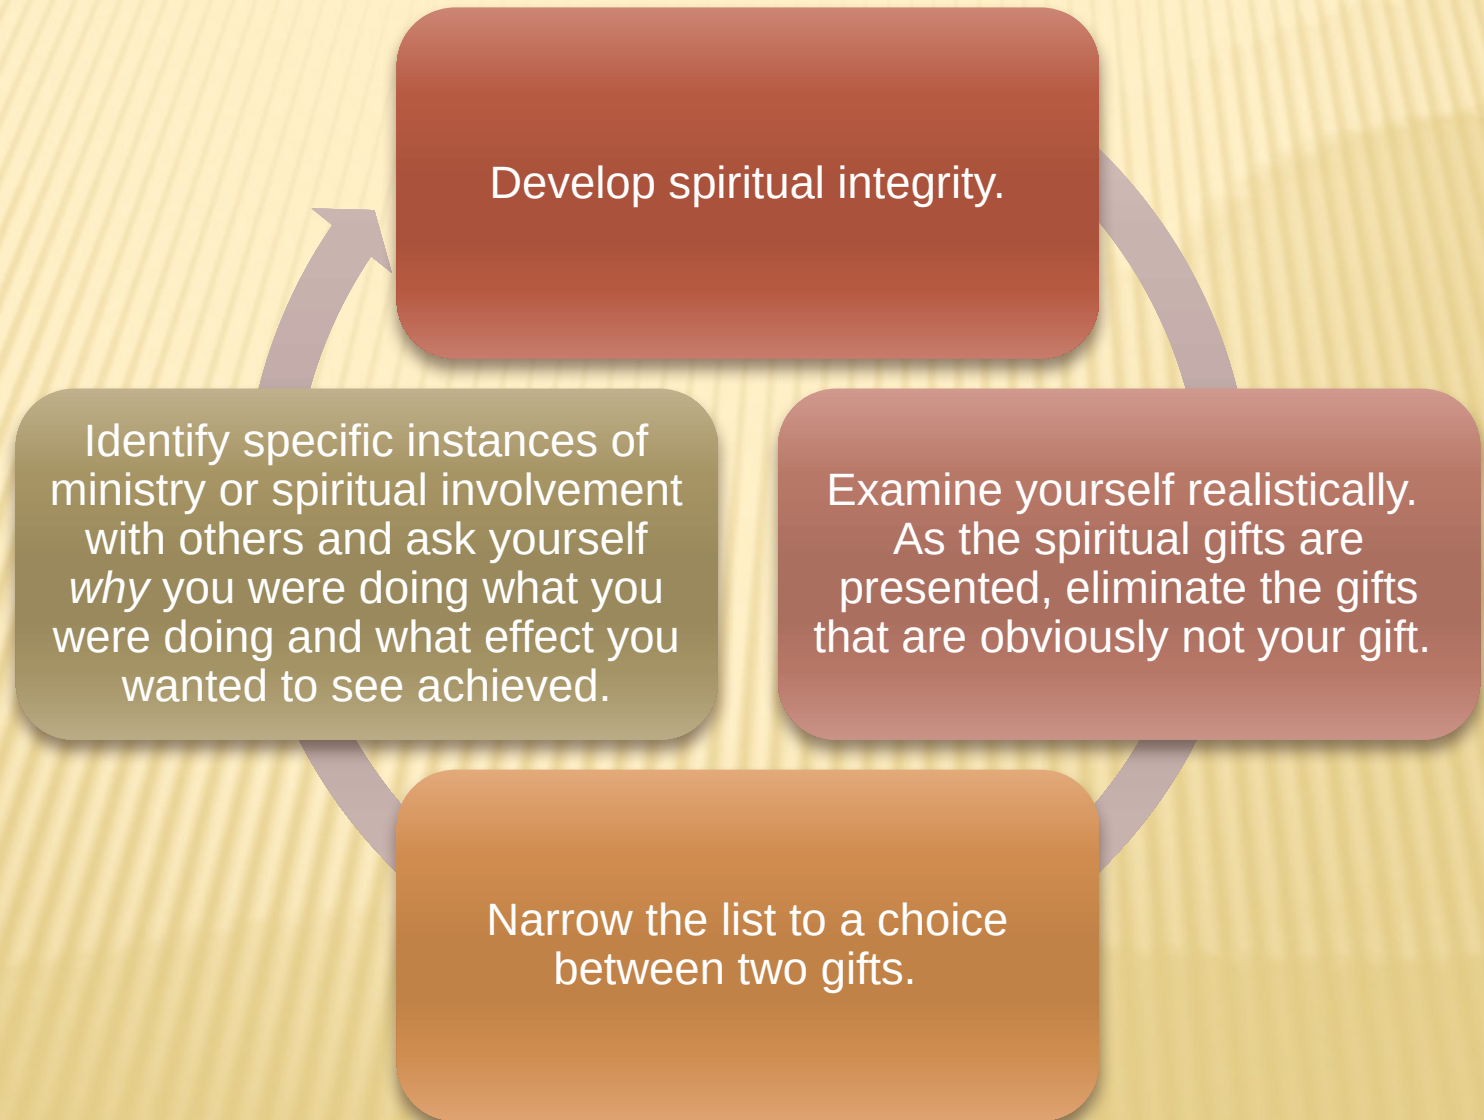 Develop spiritual integrity.
Examine yourself realistically.
As the spiritual gifts are
presented, eliminate the gifts
that are obviously not your gift.
Narrow the list to a choice
between two gifts.
Identify specific instances of
ministry or spiritual involvement
with others and ask yourself
why you were doing what you
were doing and what effect you
wanted to see achieved.